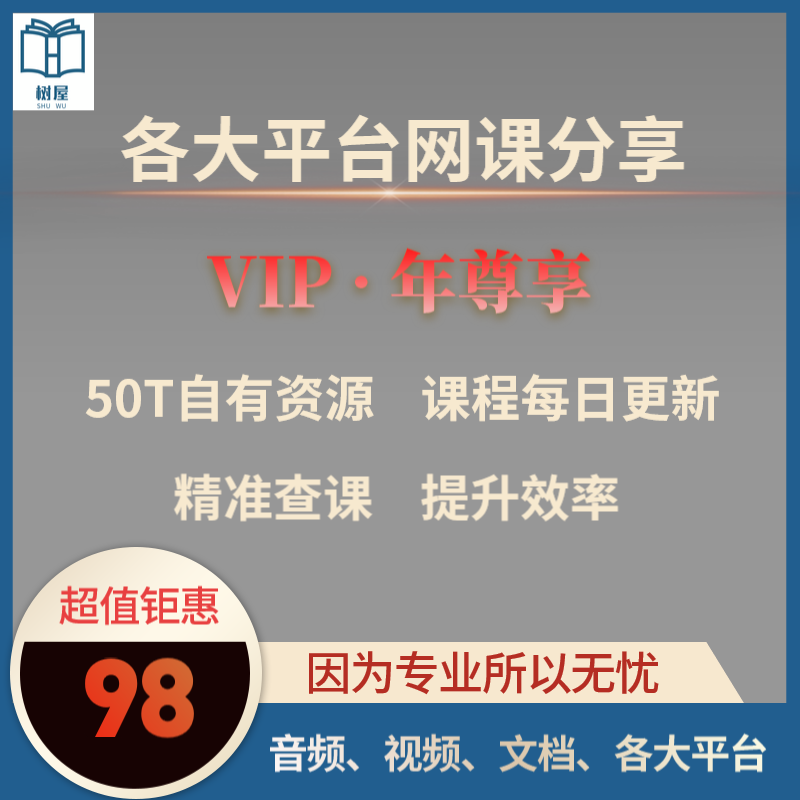 树屋
SHU WU
各大平台网课分享
VIP·年尊享
50T自有资源 课程每日更新
精准查课 提升效率
超值钜惠
98
因为专业所以无忧
音频、视频、文档、各大平台